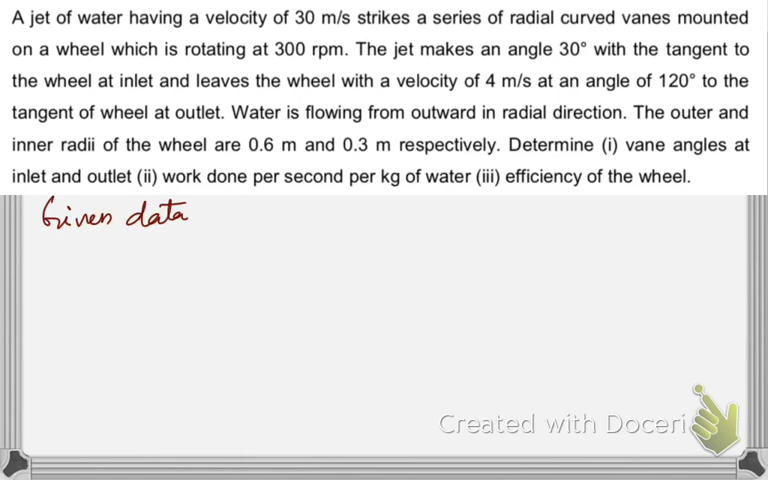 A jet of water having a velocity of 30 m/s strikes a series of radial curved vanes mounted
on a wheel which is rotating at 300 rpm. The jet makes an angle 30° with the tangent to
the wheel at inlet and leaves the wheel with a velocity of 4 m/s at an angle of 120° to the
tangent of wheel at outlet. Water is flowing from outward in radial direction. The outer and
inner radii of the wheel are 0.6 m and 0.3 m respectively. Determine (i) vane angles at
inlet and outlet (ii) work done per second per kg of water (iii) efficiency of the wheel.
Given data
Created with Doceri